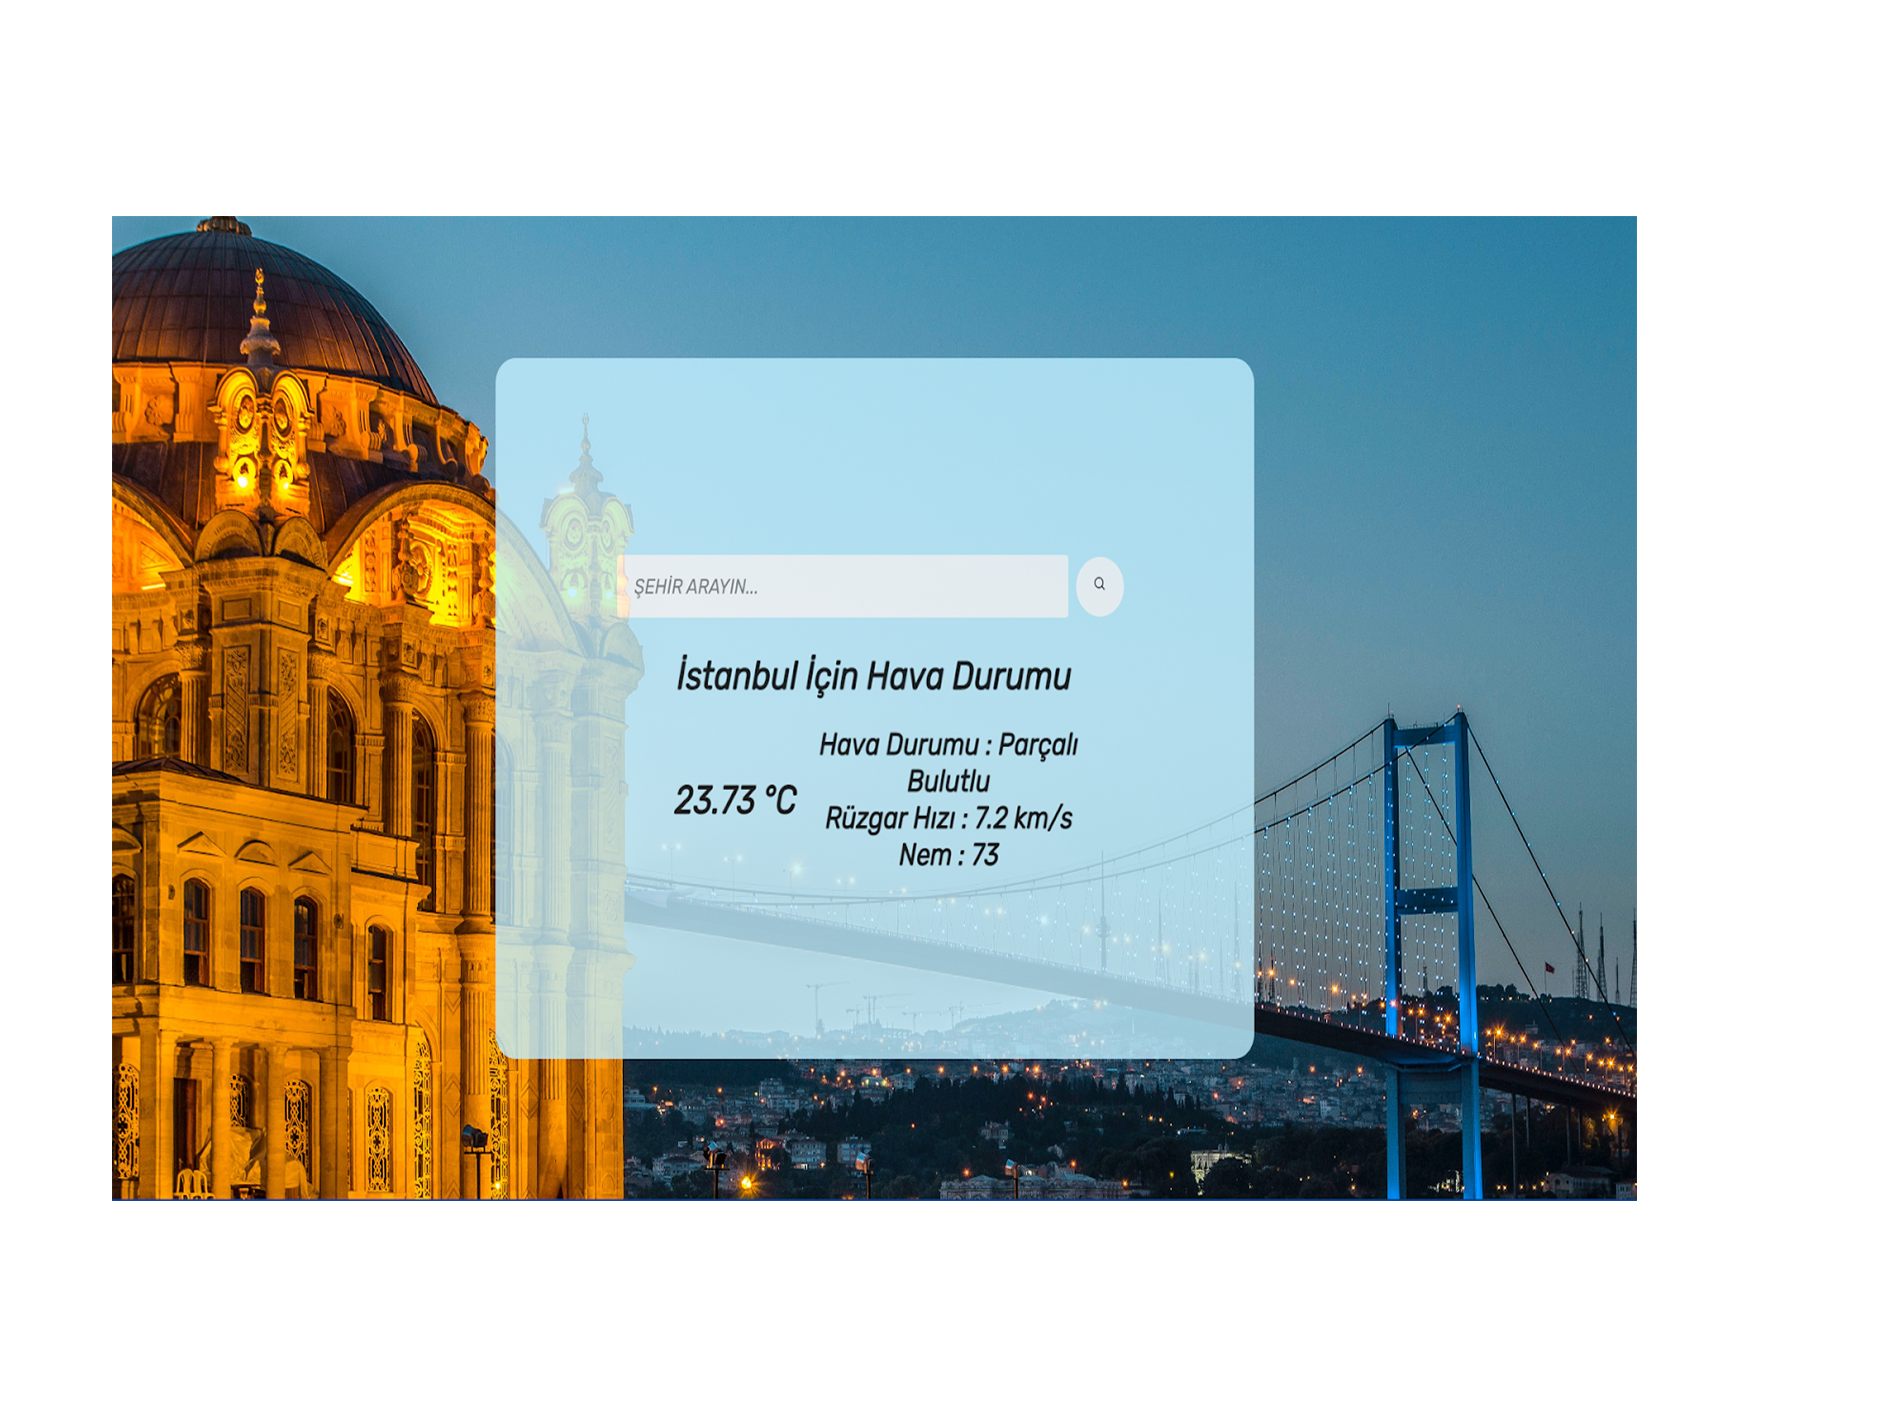 ŞEHİR ARAYIN...
İstanbul İçin Hava Durumu
23.73 °C
Hava Durumu : Parçalı
Bulutlu
Rüzgar Hızı : 7.2 km/s
Nem : 73